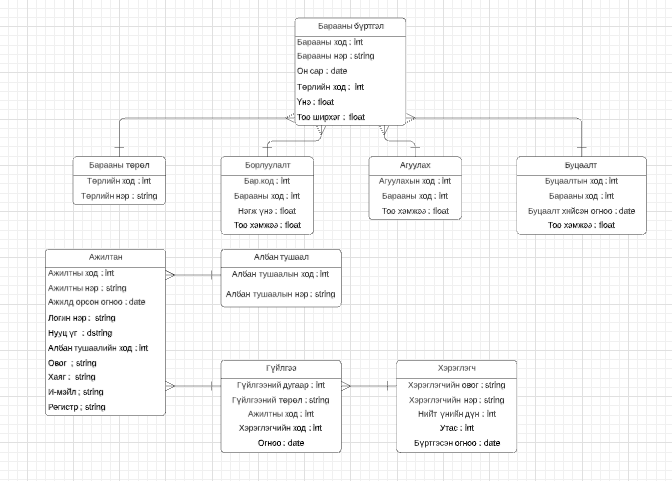 Барааны бүртгэл
Барааны код : int
Барааны нэр : string
Он сар : date
Төрлийн код : int
Үнэ : float
Тоо ширхэг : float
Барааны төрөл
Төрлийн код : int
Төрлийн нэр : string
Борлуулалт
Бар.код : int
Барааны код : int
Нэгж үнэ : float
Тоо хэмжээ : float
Агуулах
Агуулахын код : int
Барааны код : int
Тоо хэмжээ : float
Буцаалт
Буцаалтын код : int
Барааны код : int
Буцаалт хийсэн огноо : date
Тоо хэмжээ : float
Ажилтан
Ажилтны код : int
Ажилтны нэр : string
Ажилд орсон огноо : date
Логин нэр : string
Нууц үг : dstring
Албан тушаалийн код : int
Овог : string
Хаяг : string
И-мэйл ; string
Регистр ; string
Албан тушаал
Албан тушаалын код : int
Албан тушаалын нэр : string
Гүйлгээ
Гүйлгээний дугаар : int
Гүйлгээний төрөл : string
Ажилтны код : int
Хэрэглэгчийн код : int
Огноо : date
Хэрэглэгч
Хэрэглэгчийн овог : string
Хэрэглэгчийн нэр : string
Нийт үнийн дүн : int
Утас : int
Бүртгэсэн огноо : date